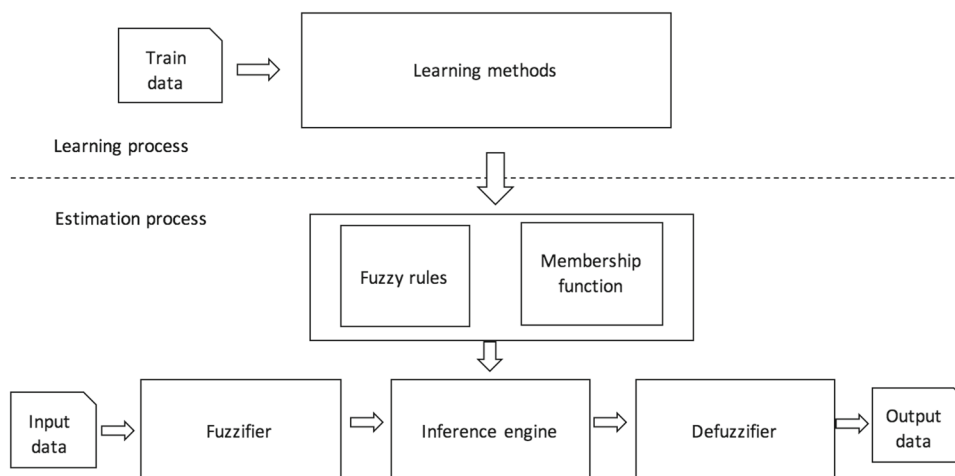 Train
data
Learning methods
Learning process
Estimation process
Fuzzy rules
Membership
function
Input
data
Fuzzifier
Inference engine
Defuzzifier
Output
data